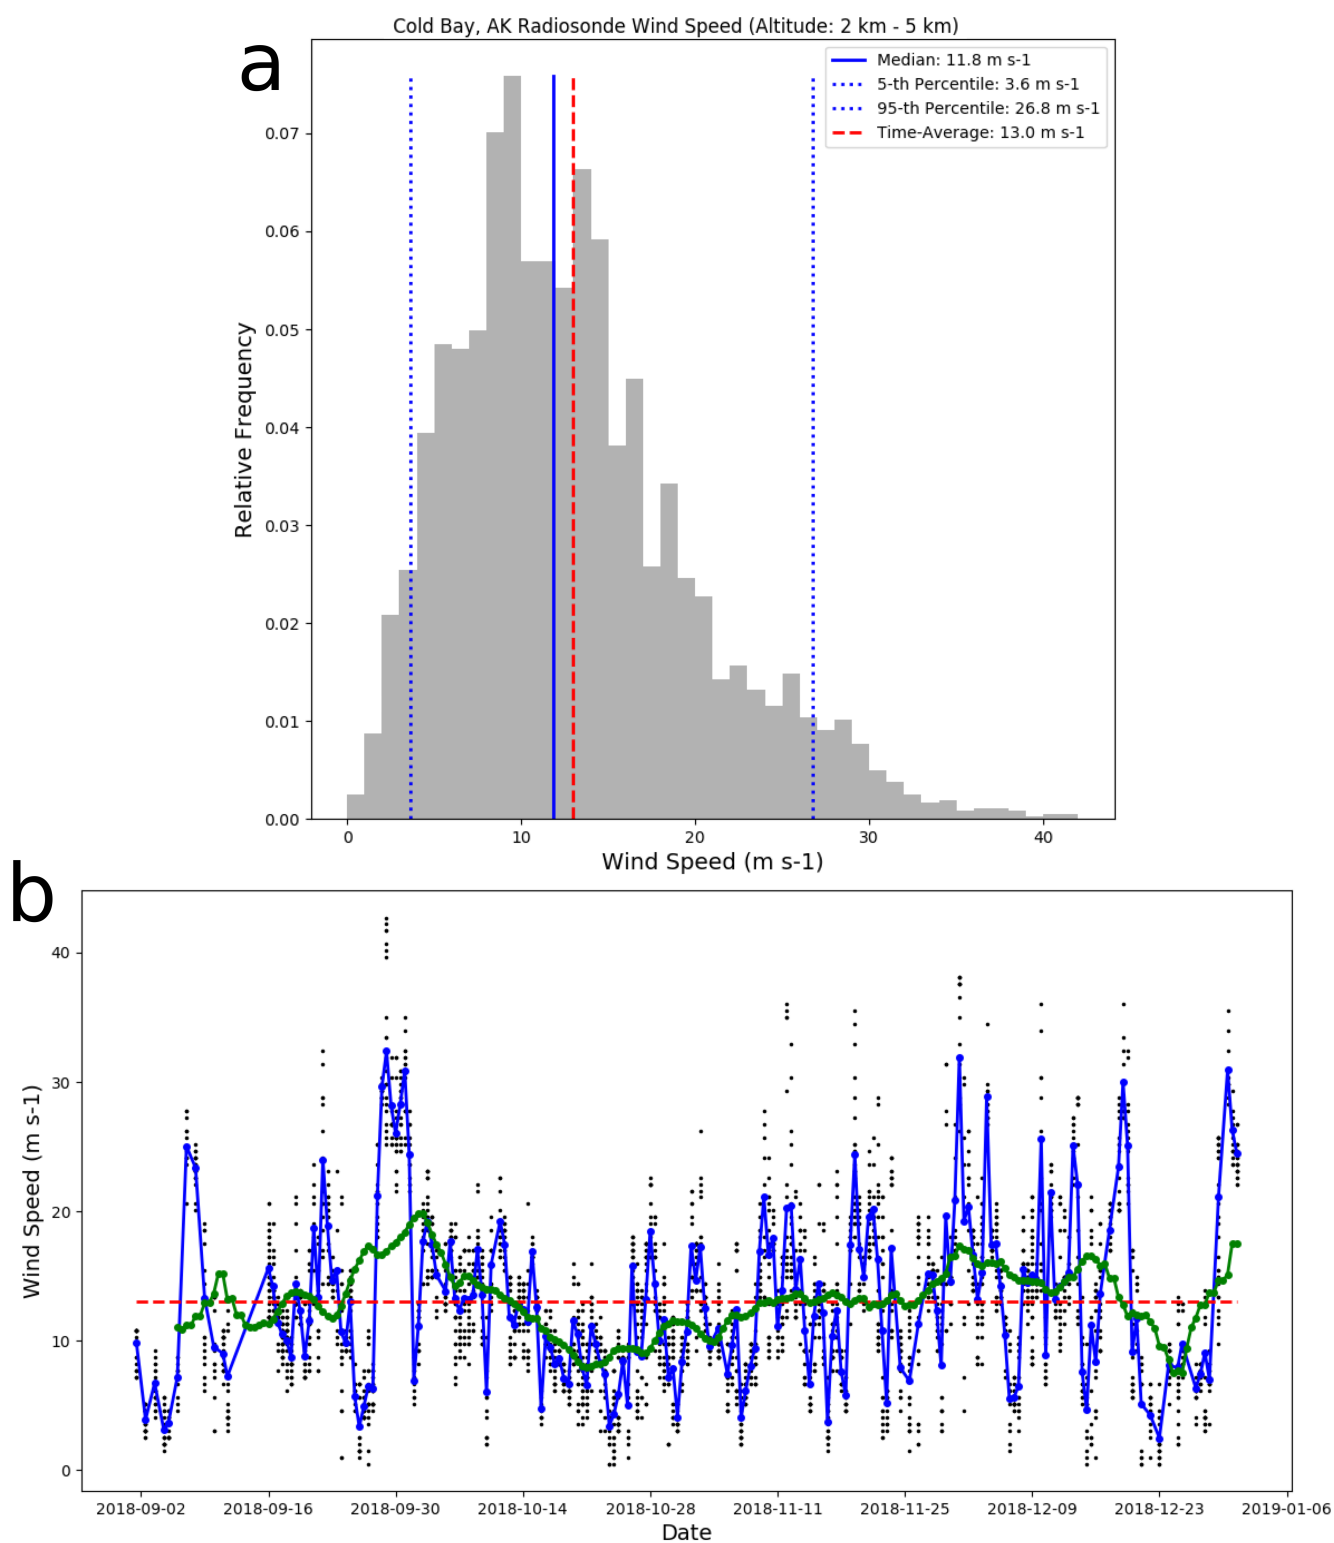 a
Cold Bay, AK Radiosonde Wind Speed (Altitude: 2 km - 5 km)
Median: 11.8 m s-1
5-th Percentile: 3.6 m s-1
95-th Percentile: 26.8 m s-1
Time-Average: 13.0 m s-1
Relative Frequency
0.07
0.06
0.05
0.04
0.03
0.02
0.01
0.00
0 10 20 30 40
Wind Speed (m s-1)
b
Wind Speed (m s-1)
40
30
20
10
0
2018-09-02 2018-09-16 2018-09-30 2018-10-14 2018-10-28 2018-11-11 2018-11-25 2018-12-09 2018-12-23 2019-01-06
Date